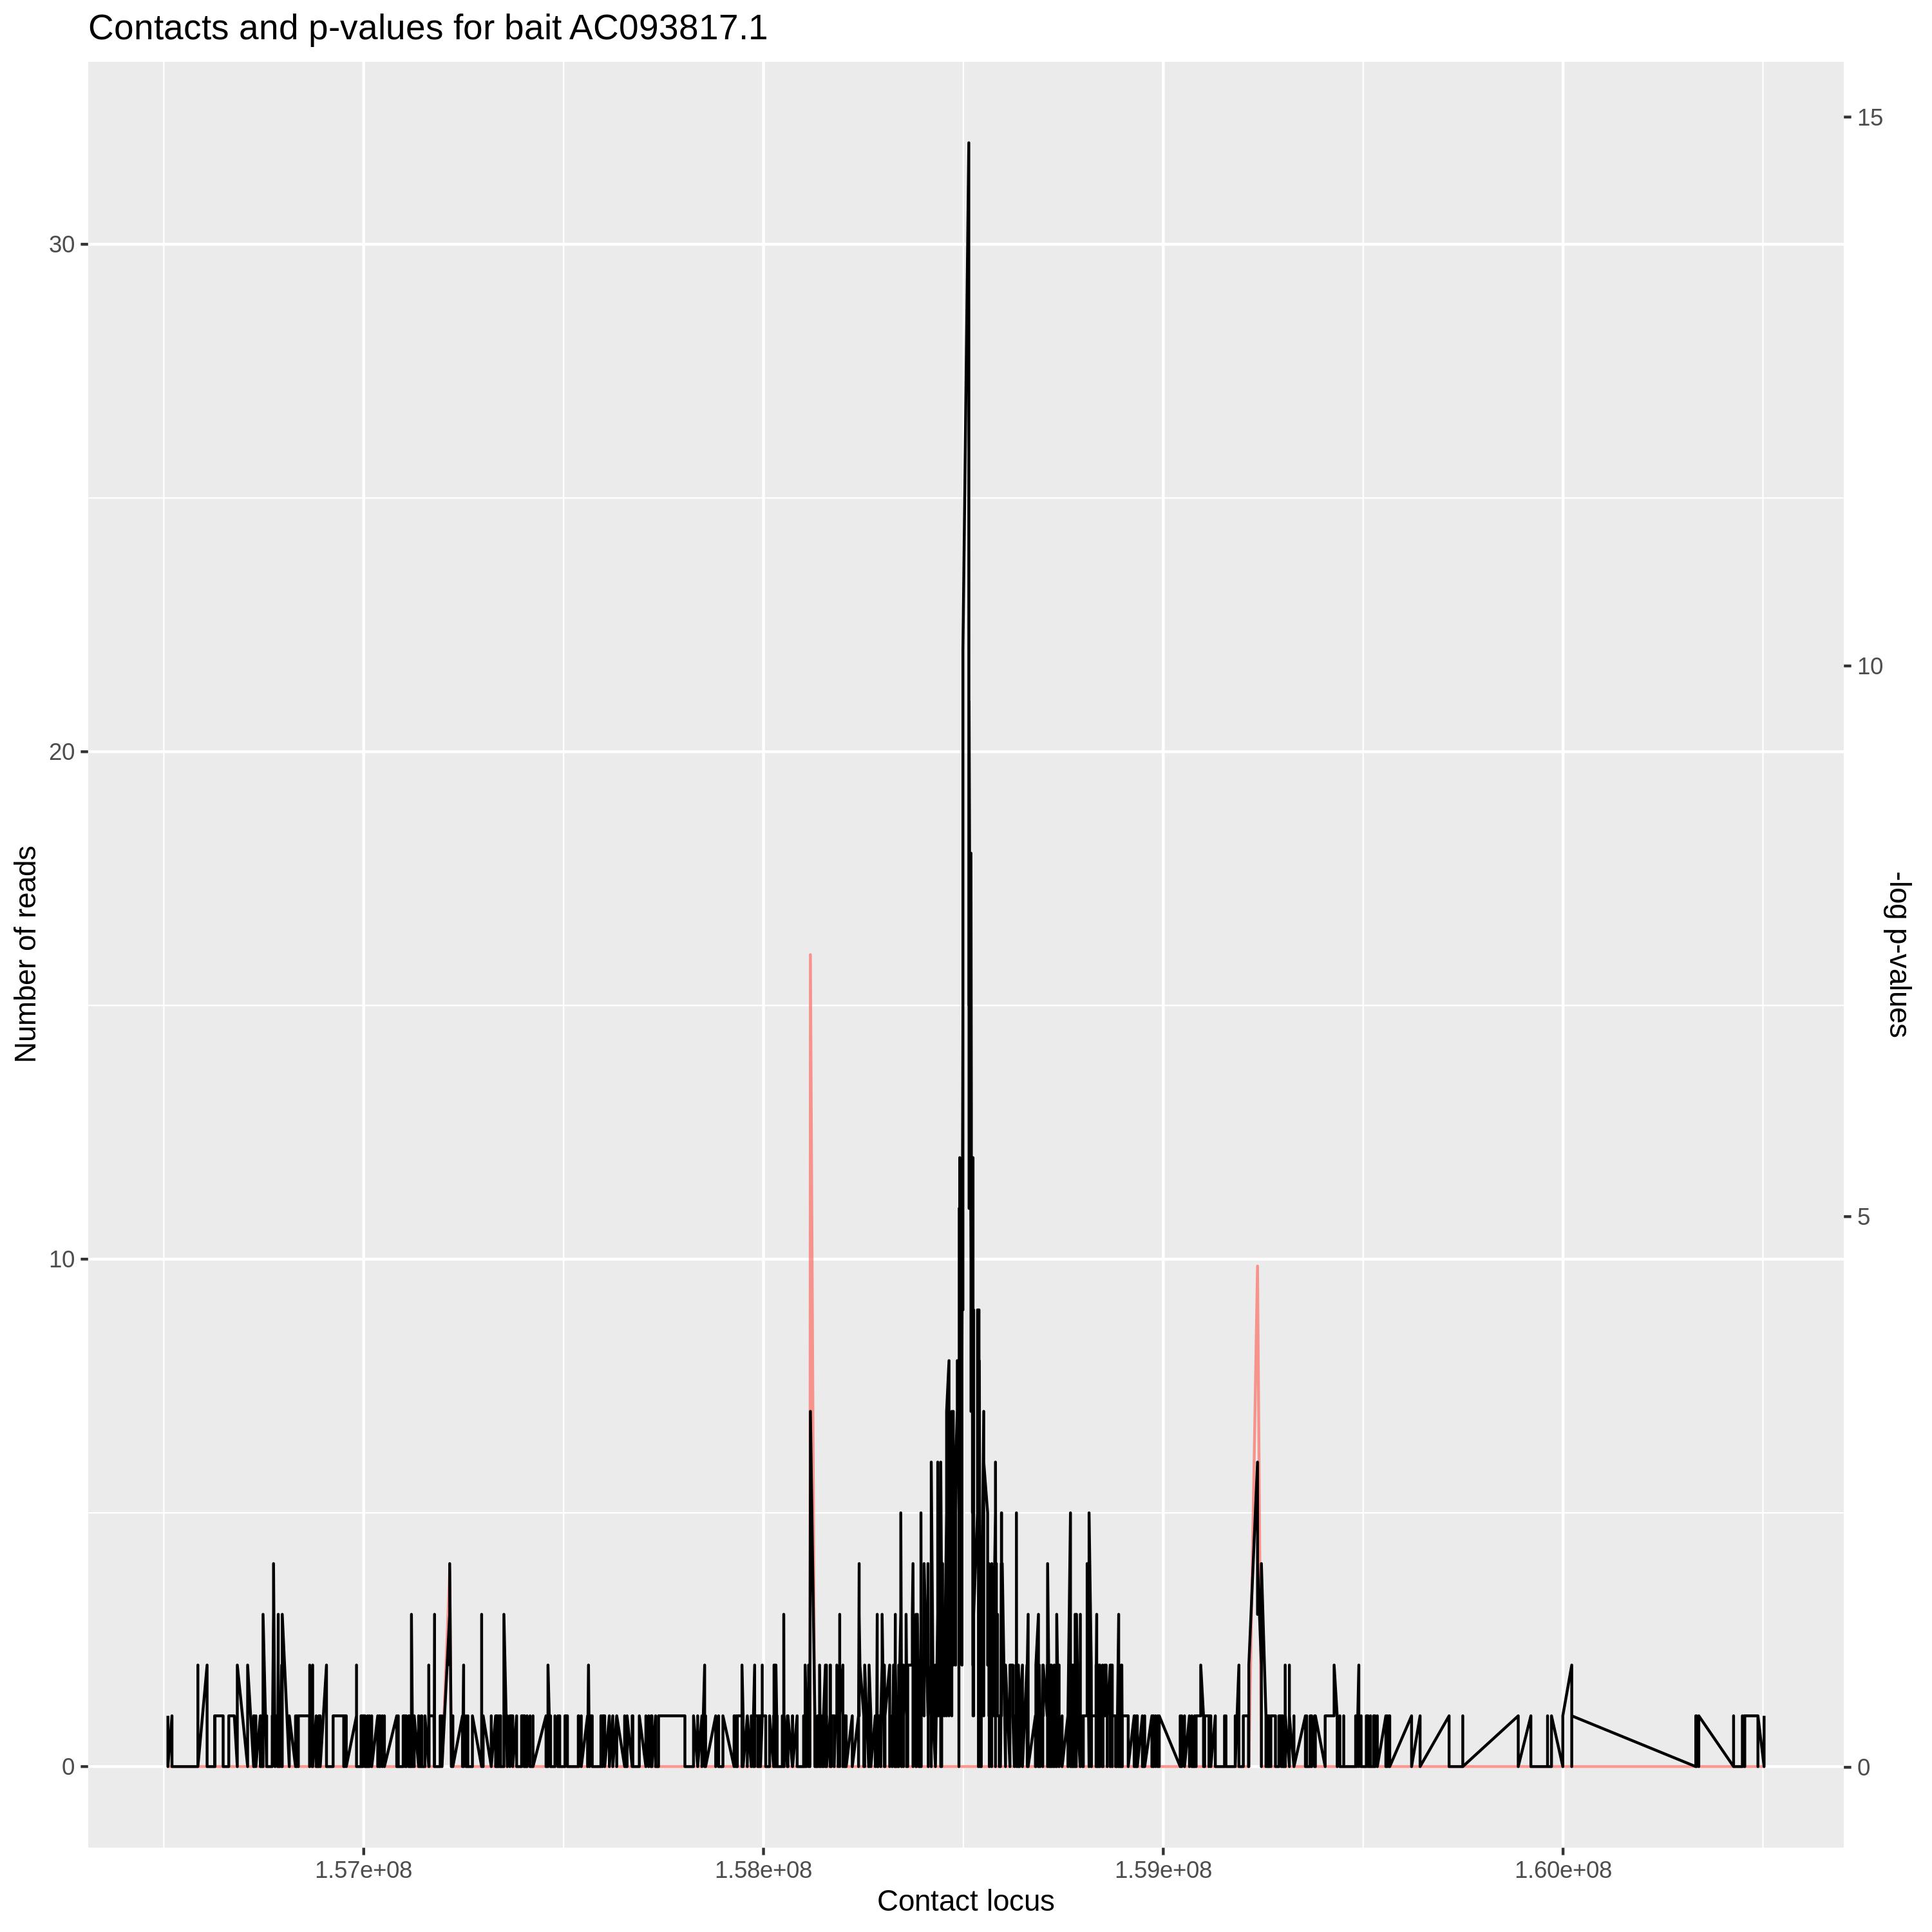 Contacts and p-values for bait AC093817.1
15
30
10
20
Number of reads
-log p-values
5
10
0
0
1.57e+08
1.58e+08
1.59e+08
1.60e+08
Contact locus